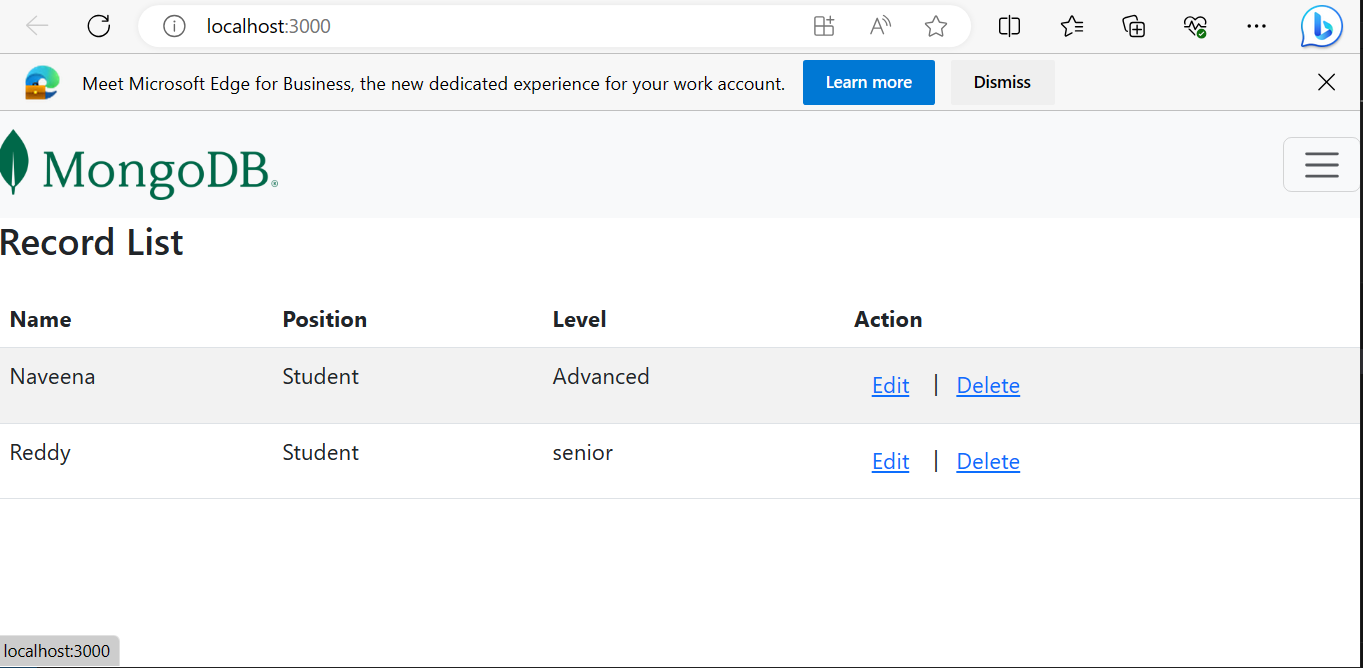 localhost:3000
Meet Microsoft Edge for Business, the new dedicated experience for your work account. Learn more Dismiss
MongoDB®
Record List
Name Position Level Action
Naveena Student Advanced Edit | Delete
Reddy Student senior Edit | Delete
localhost:3000